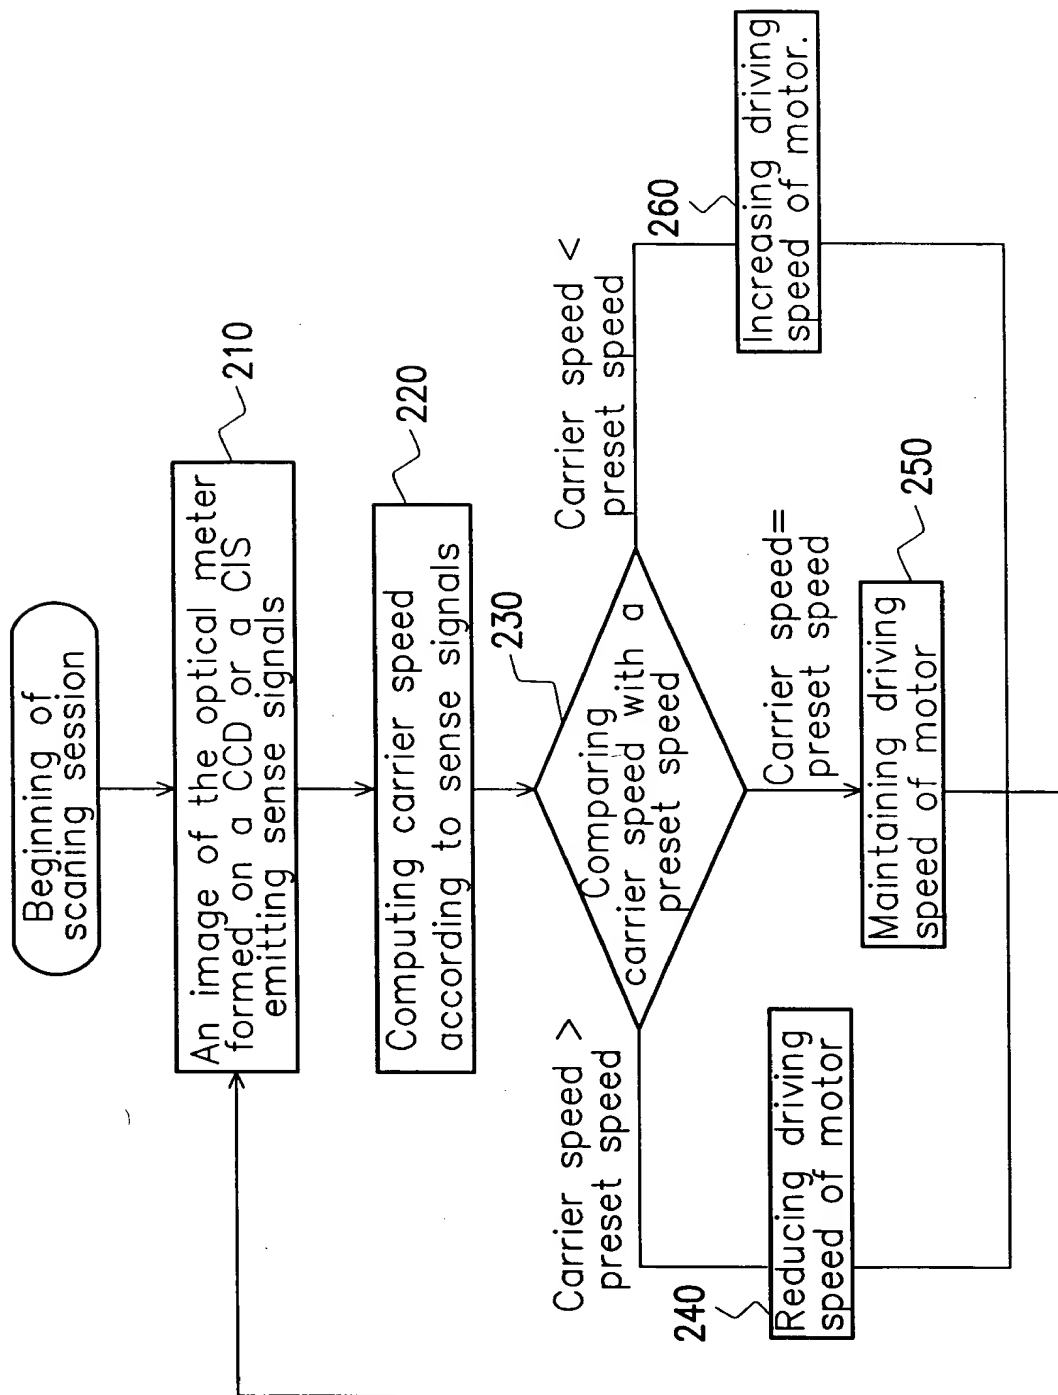 Beginning of
scaning session
An image of the optical meter
formed on a CCD or a CIS
emitting sense signals
210
Computing carrier speed
according to sense signals
220
Comparing
carrier speed with a
preset speed
230
Carrier speed >
preset speed
Carrier speed=
preset speed
Carrier speed <
preset speed
Reducing driving
speed of motor
240
Maintaining driving
speed of motor
250
Increasing driving
speed of motor.
260